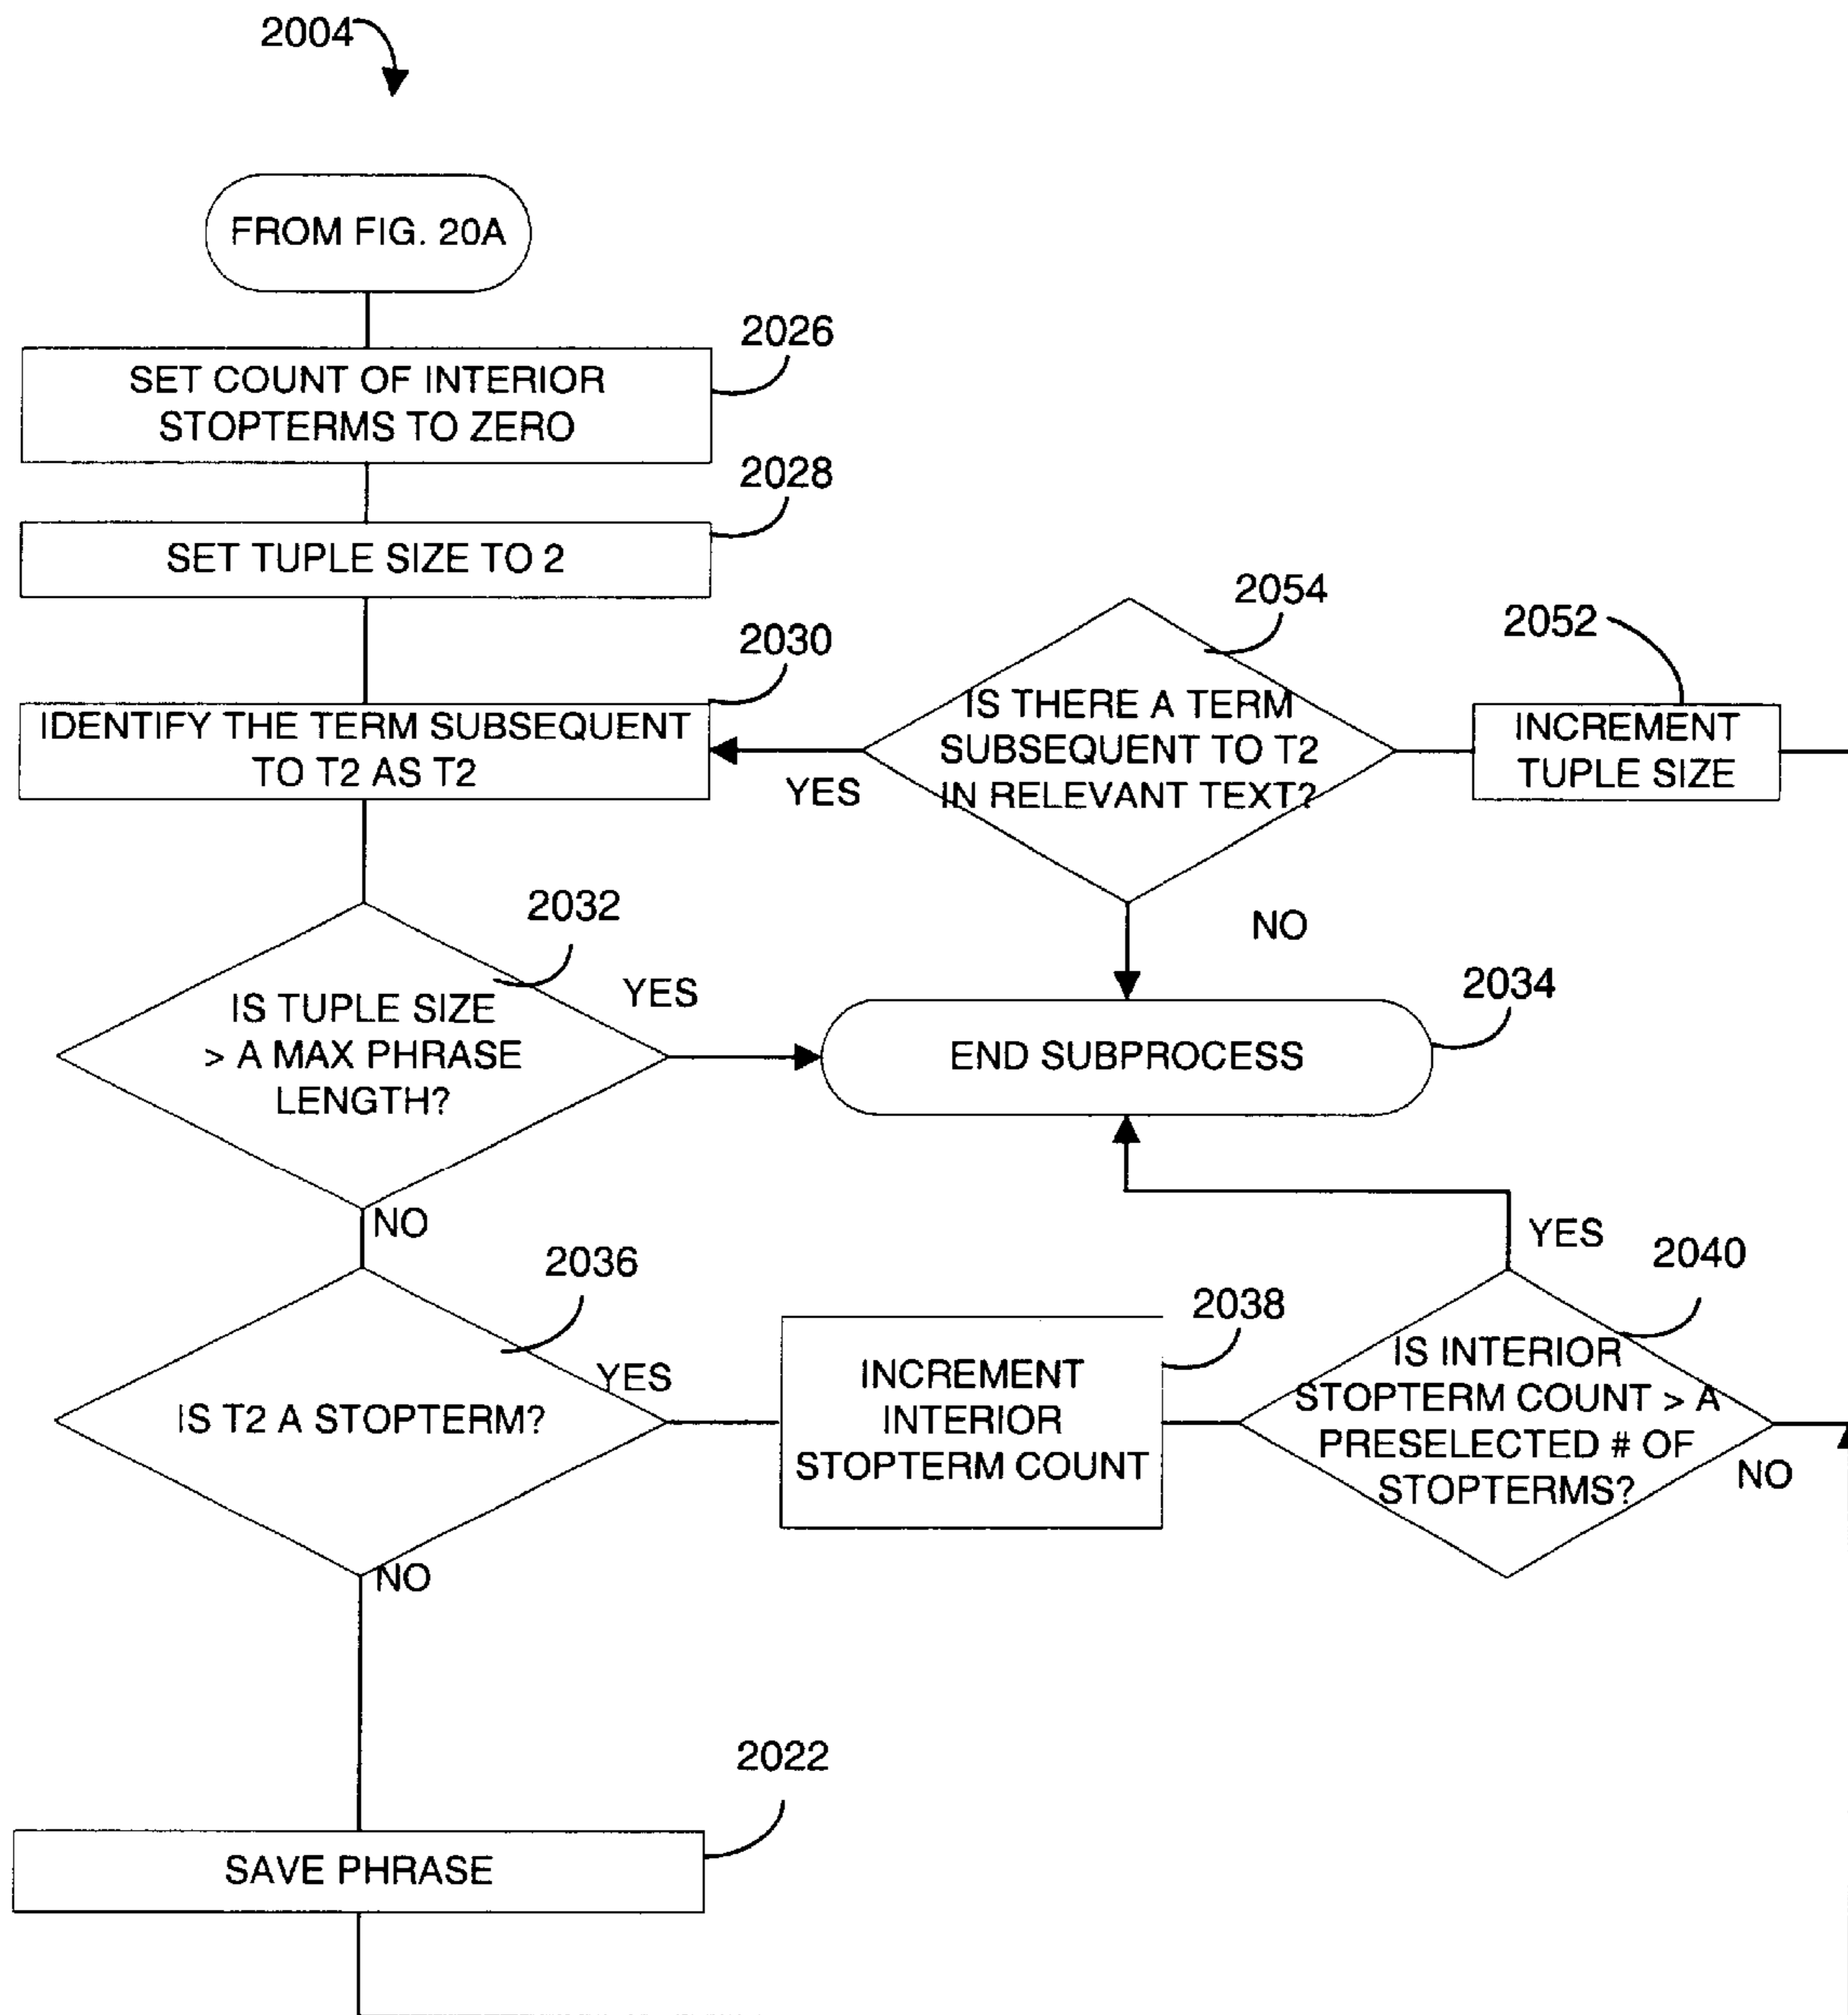 2004
FROM FIG. 20A
2026
SET COUNT OF INTERIOR
STOPTERMS TO ZERO
2028
SET TUPLE SIZE TO 2
2030
IDENTIFY THE TERM SUBSEQUENT
TO T2 AS T2
2054
IS THERE A TERM
SUBSEQUENT TO T2
IN RELEVANT TEXT?
YES
NO
2052
INCREMENT
TUPLE SIZE
2032
IS TUPLE SIZE
> A MAX PHRASE
LENGTH?
YES
NO
2034
END SUBPROCESS
2036
IS T2 A STOPTERM?
YES
NO
2038
INCREMENT
INTERIOR
STOPTERM COUNT
2040
IS INTERIOR
STOPTERM COUNT > A
PRESELECTED # OF
STOPTERMS?
YES
NO
2022
SAVE PHRASE